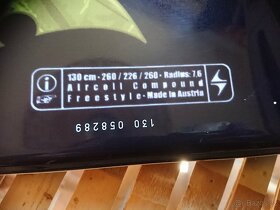 130 cm · 260 / 226 / 260 · Radius: 7,6
Aircoil Compound
Freestyle · Made in Austria
130 058289